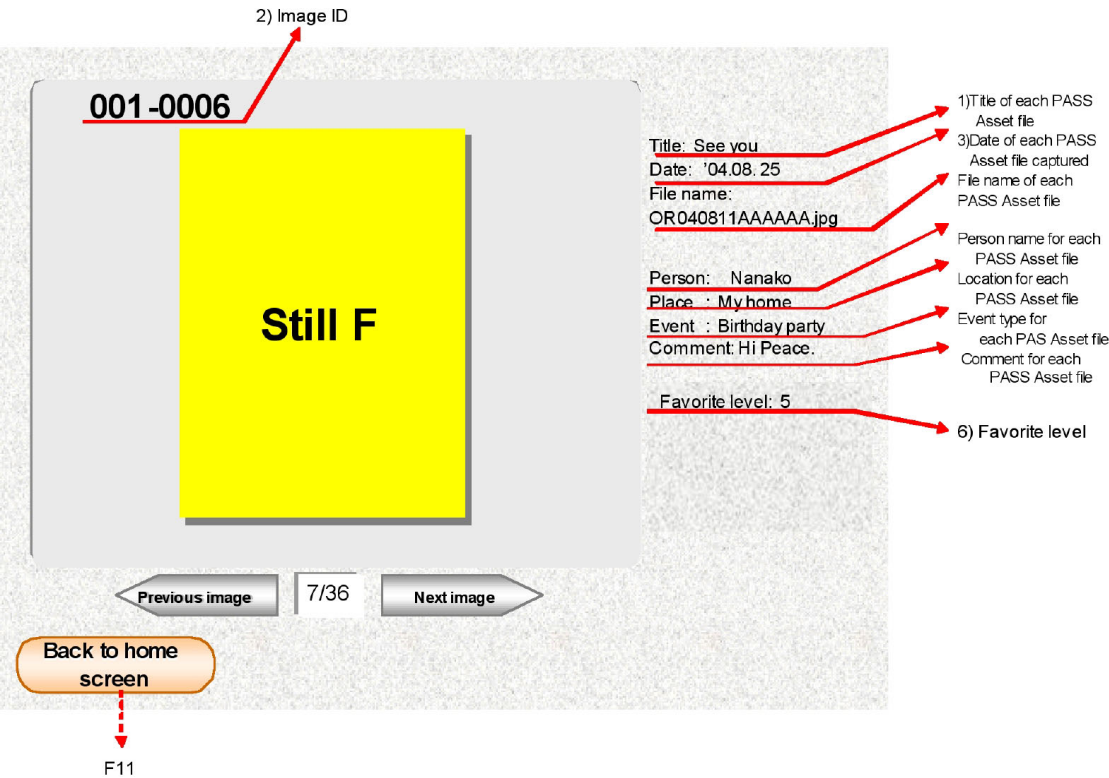 2) Image ID
001-0006
Still F
Title: See you
Date: '04.08. 25
File name:
OR040811AAAAAA.jpg
Person: Nanako
Place : My home
Event : Birthday party
Comment: Hi Peace.
Favorite level: 5
1)Title of each PASS
Asset file
3)Date of each PASS
Asset file captured
File name of each
PASS Asset file
Person name for each
PASS Asset file
Location for each
PASS Asset file
Event type for
each PAS Asset file
Comment for each
PASS Asset file
6) Favorite level
Previous image
7/36
Next image
Back to home
screen
F11